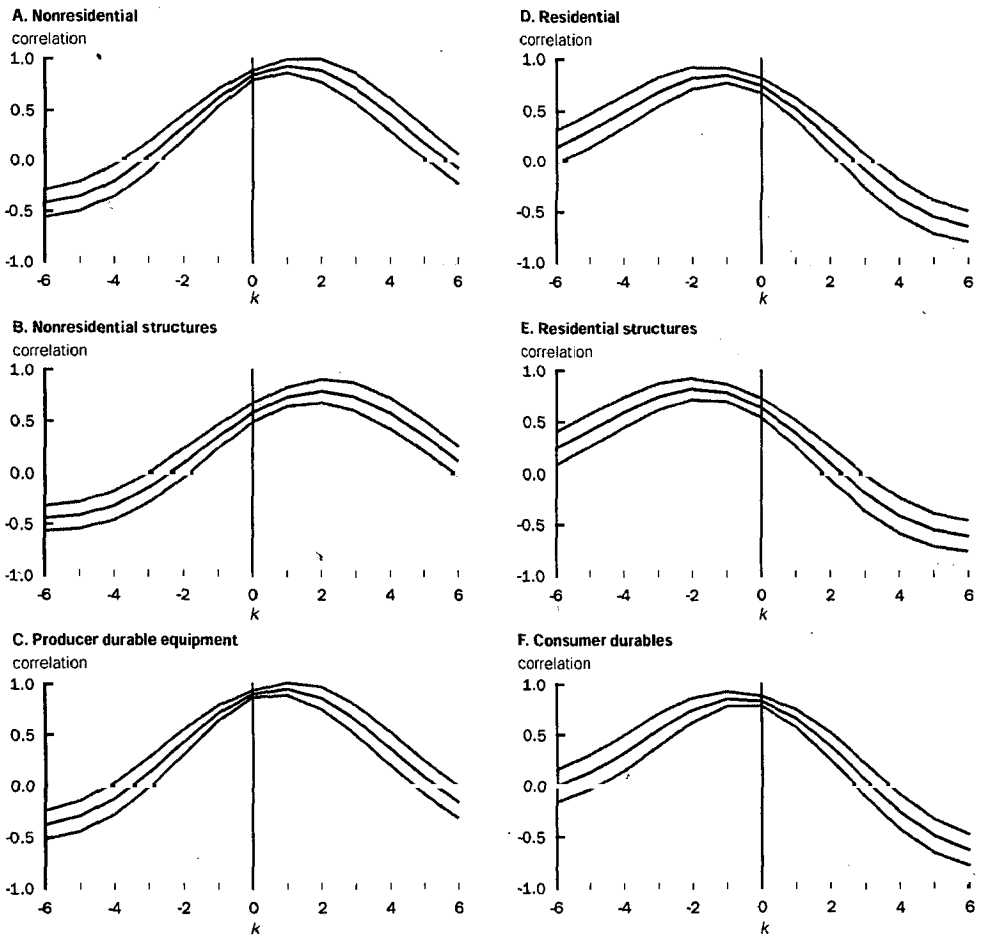 A. Nonresidential
correlation
1.0
0.5
0.0
-0.5
-1.0
-6 -4 -2 0 2 4 6
k
B. Nonresidential structures
correlation
1.0
0.5
0.0
-0.5
-1.0
-6 -4 -2 0 2 4 6
k
C. Producer durable equipment
correlation
1.0
0.5
0.0
-0.5
-1.0
-6 -4 -2 0 2 4 6
k
D. Residential
correlation
1.0
0.5
0.0
-0.5
-1.0
-6 -4 -2 0 2 4 6
k
E. Residential structures
correlation
1.0
0.5
0.0
-0.5
-1.0
-6 -4 -2 0 2 4 6
k
F. Consumer durables
correlation
1.0
0.5
0.0
-0.5
-1.0
-6 -4 -2 0 2 4 6
k